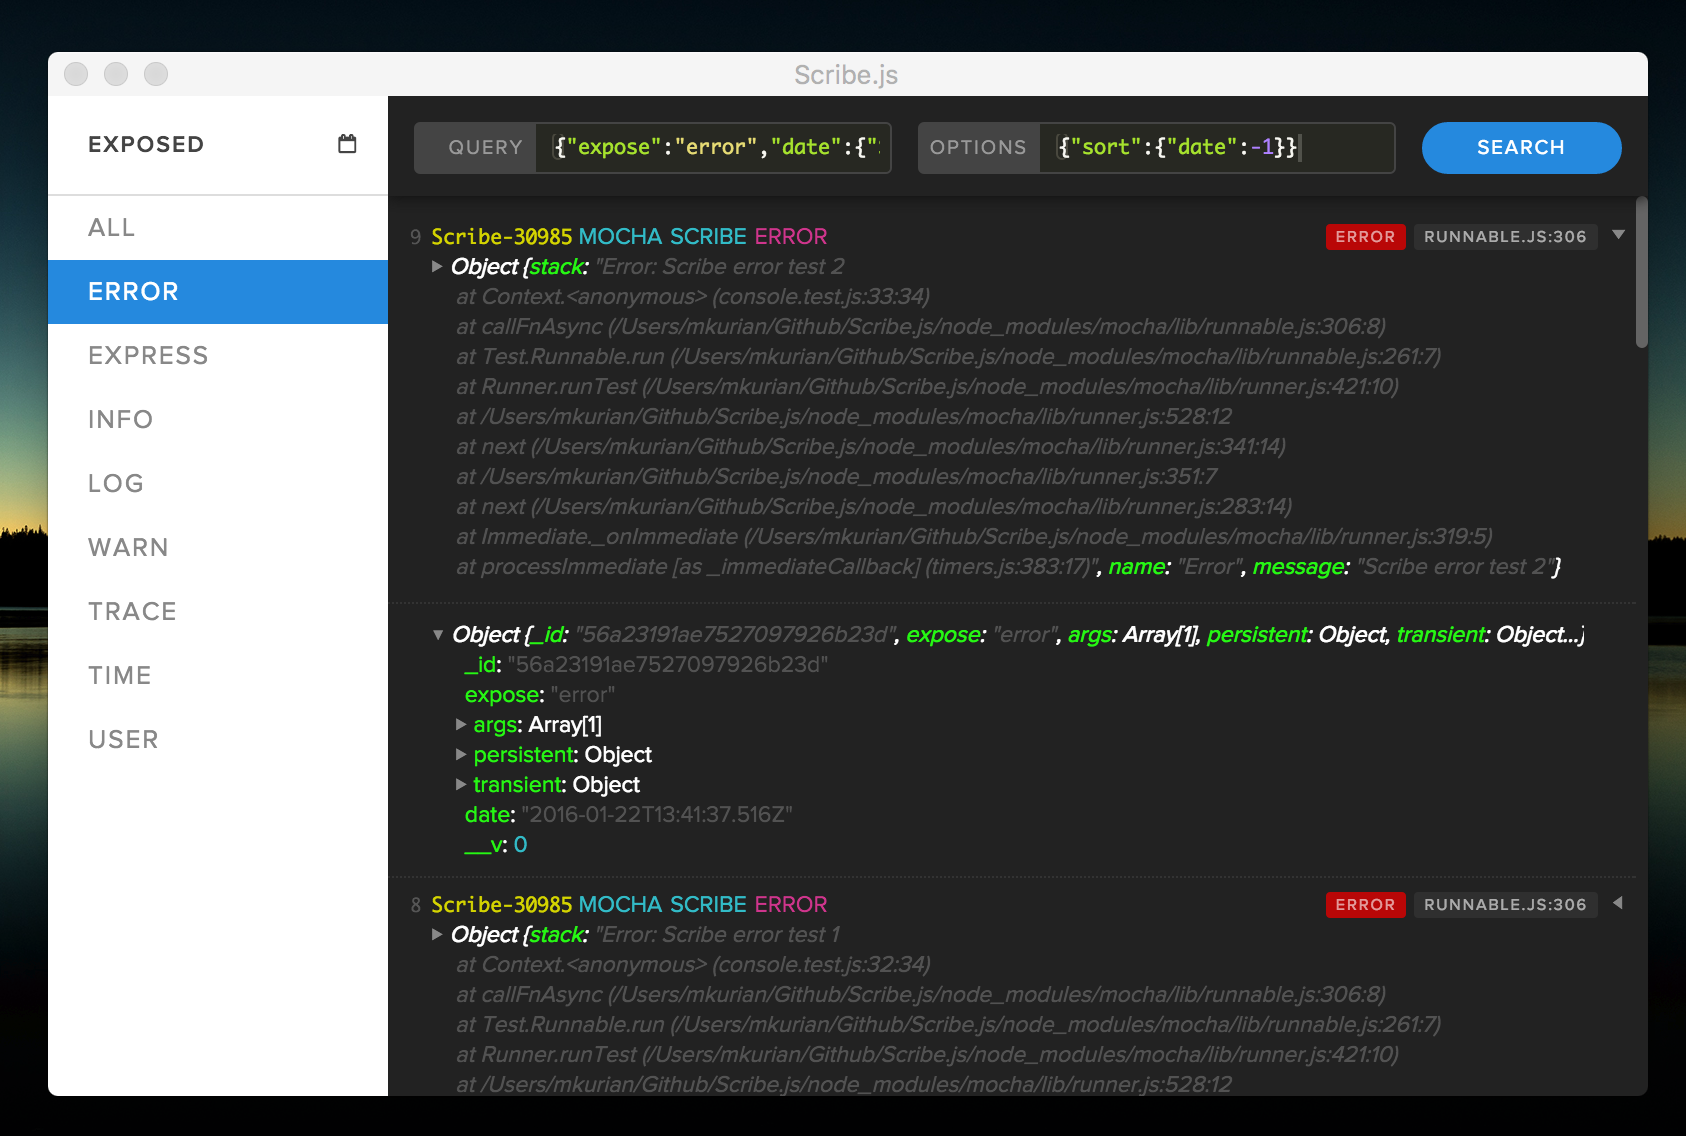 Scribe.js
EXPOSED
ALL
ERROR
EXPRESS
INFO
LOG
WARN
TRACE
TIME
USER
QUERY {"expose":"error","date":{"
OPTIONS {"sort":{"date":-1}}
SEARCH
9 Scribe-30985 MOCHA SCRIBE ERROR ERROR RUNNABLE.JS:306
Object {stack: "Error: Scribe error test 2
at Context.<anonymous> (console.test.js:33:34)
at callFnAsync (/Users/mkurian/Github/Scribe.js/node_modules/mocha/lib/runnable.js:306:8)
at Test.Runnable.run (/Users/mkurian/Github/Scribe.js/node_modules/mocha/lib/runnable.js:261:7)
at Runner.runTest (/Users/mkurian/Github/Scribe.js/node_modules/mocha/lib/runner.js:421:10)
at /Users/mkurian/Github/Scribe.js/node_modules/mocha/lib/runner.js:528:12
at next (/Users/mkurian/Github/Scribe.js/node_modules/mocha/lib/runner.js:341:14)
at /Users/mkurian/Github/Scribe.js/node_modules/mocha/lib/runner.js:351:7
at next (/Users/mkurian/Github/Scribe.js/node_modules/mocha/lib/runner.js:283:14)
at Immediate._onImmediate (/Users/mkurian/Github/Scribe.js/node_modules/mocha/lib/runner.js:319:5)
at processImmediate [as _immediateCallback] (timers.js:383:17)", name: "Error", message: "Scribe error test 2"}
Object {_id: "56a23191ae7527097926b23d", expose: "error", args: Array[1], persistent: Object, transient: Object…}
_id: "56a23191ae7527097926b23d"
expose: "error"
args: Array[1]
persistent: Object
transient: Object
date: "2016-01-22T13:41:37.516Z"
__v: 0
8 Scribe-30985 MOCHA SCRIBE ERROR ERROR RUNNABLE.JS:306
Object {stack: "Error: Scribe error test 1
at Context.<anonymous> (console.test.js:32:34)
at callFnAsync (/Users/mkurian/Github/Scribe.js/node_modules/mocha/lib/runnable.js:306:8)
at Test.Runnable.run (/Users/mkurian/Github/Scribe.js/node_modules/mocha/lib/runnable.js:261:7)
at Runner.runTest (/Users/mkurian/Github/Scribe.js/node_modules/mocha/lib/runner.js:421:10)
at /Users/mkurian/Github/Scribe.js/node_modules/mocha/lib/runner.js:528:12